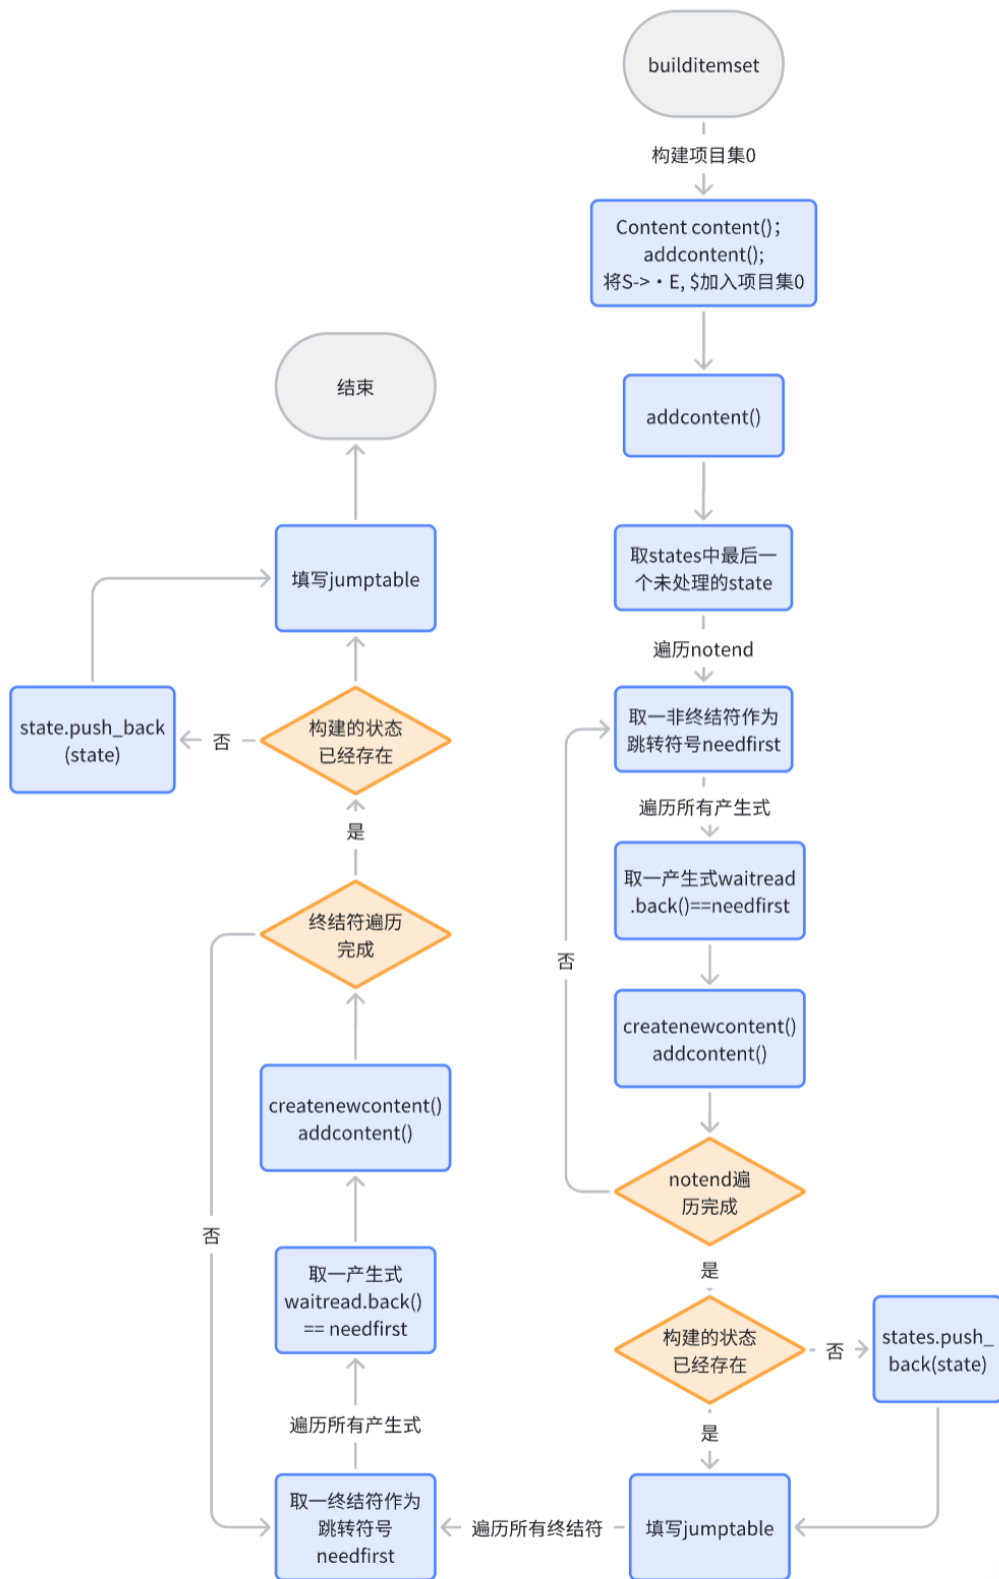 builditemset
构建项目集0
Content content();
addcontent();
将S->·E, $加入项目集0
addcontent()
取states中最后一
个未处理的state
遍历notend
取一非终结符作为
跳转符号needfirst
遍历所有产生式
取一产生式waitread
.back()==needfirst
createnewcontent()
addcontent()
notend遍
历完成
否
是
构建的状态
已经存在
否
states.push_
back(state)
是
填写jumptable
遍历所有终结符
取一终结符作为
跳转符号
needfirst
遍历所有产生式
取一产生式
waitread.back()
== needfirst
createnewcontent()
addcontent()
终结符遍历
完成
否
是
构建的状态
已经存在
否
state.push_back
(state)
填写jumptable
结束